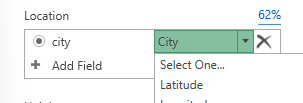 Location 62%
city City
Add Field Select One...
Latitude